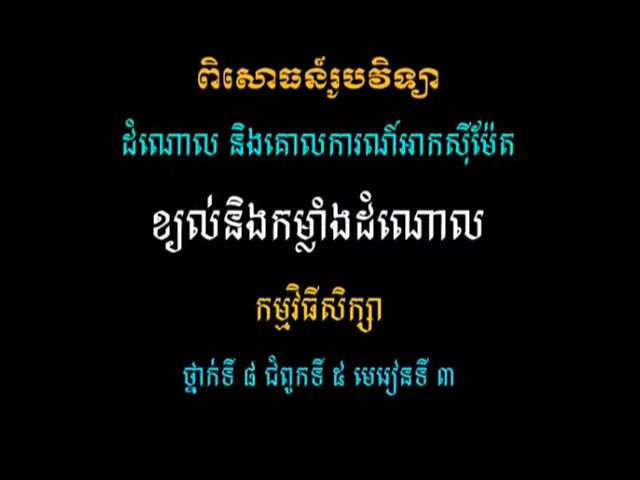 ពិសោធន៍រូបវិទ្យា
ដំណោល និងគោលការណ៍អាកស៊ីម៉ែត
ខ្យល់និងកម្លាំងដំណោល
កម្មវិធីសិក្សា
ថ្នាក់ទី ៨ ជំពូកទី ៥ មេរៀនទី ៣